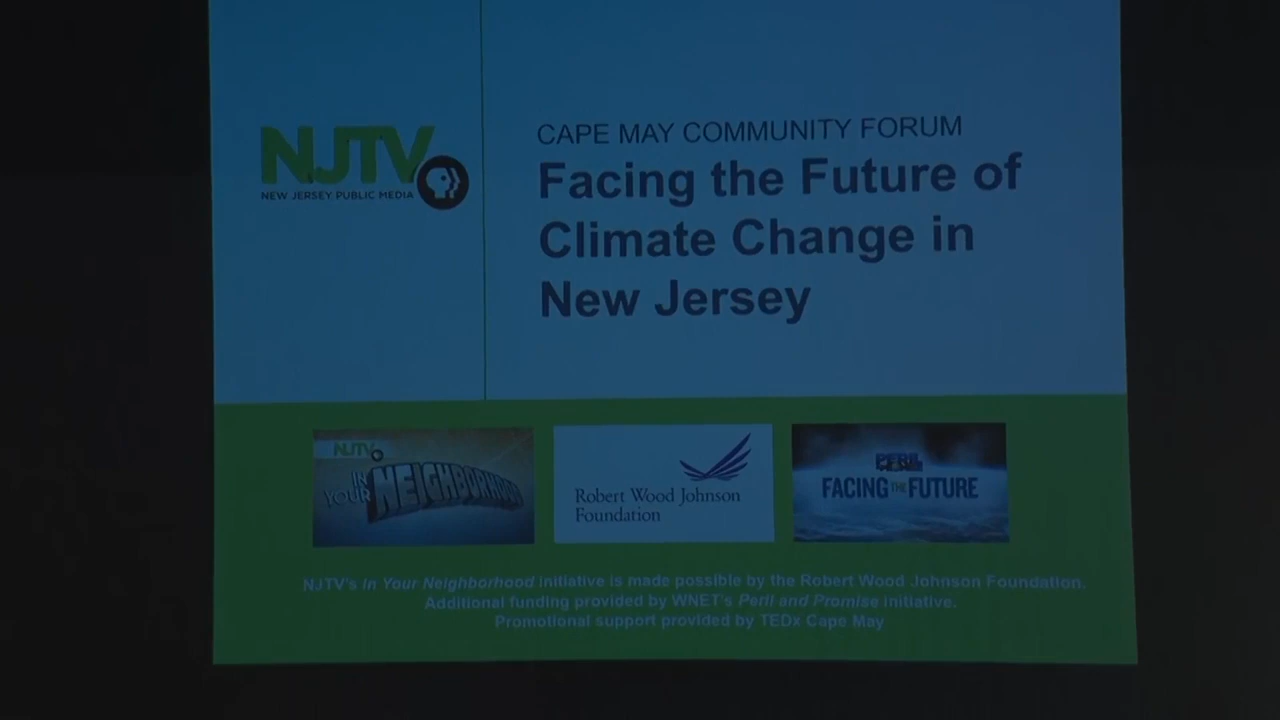 NJTV
NEW JERSEY PUBLIC MEDIA
CAPE MAY COMMUNITY FORUM
Facing the Future of
Climate Change in
New Jersey
NJTV
IN
YOUR NEIGHBORHOOD
Robert Wood Johnson
Foundation
PERIL
FACING THE FUTURE
NJTV's In Your Neighborhood initiative is made possible by the Robert Wood Johnson Foundation.
Additional funding provided by WNET's Peril and Promise initiative.
Promotional support provided by TEDx Cape May